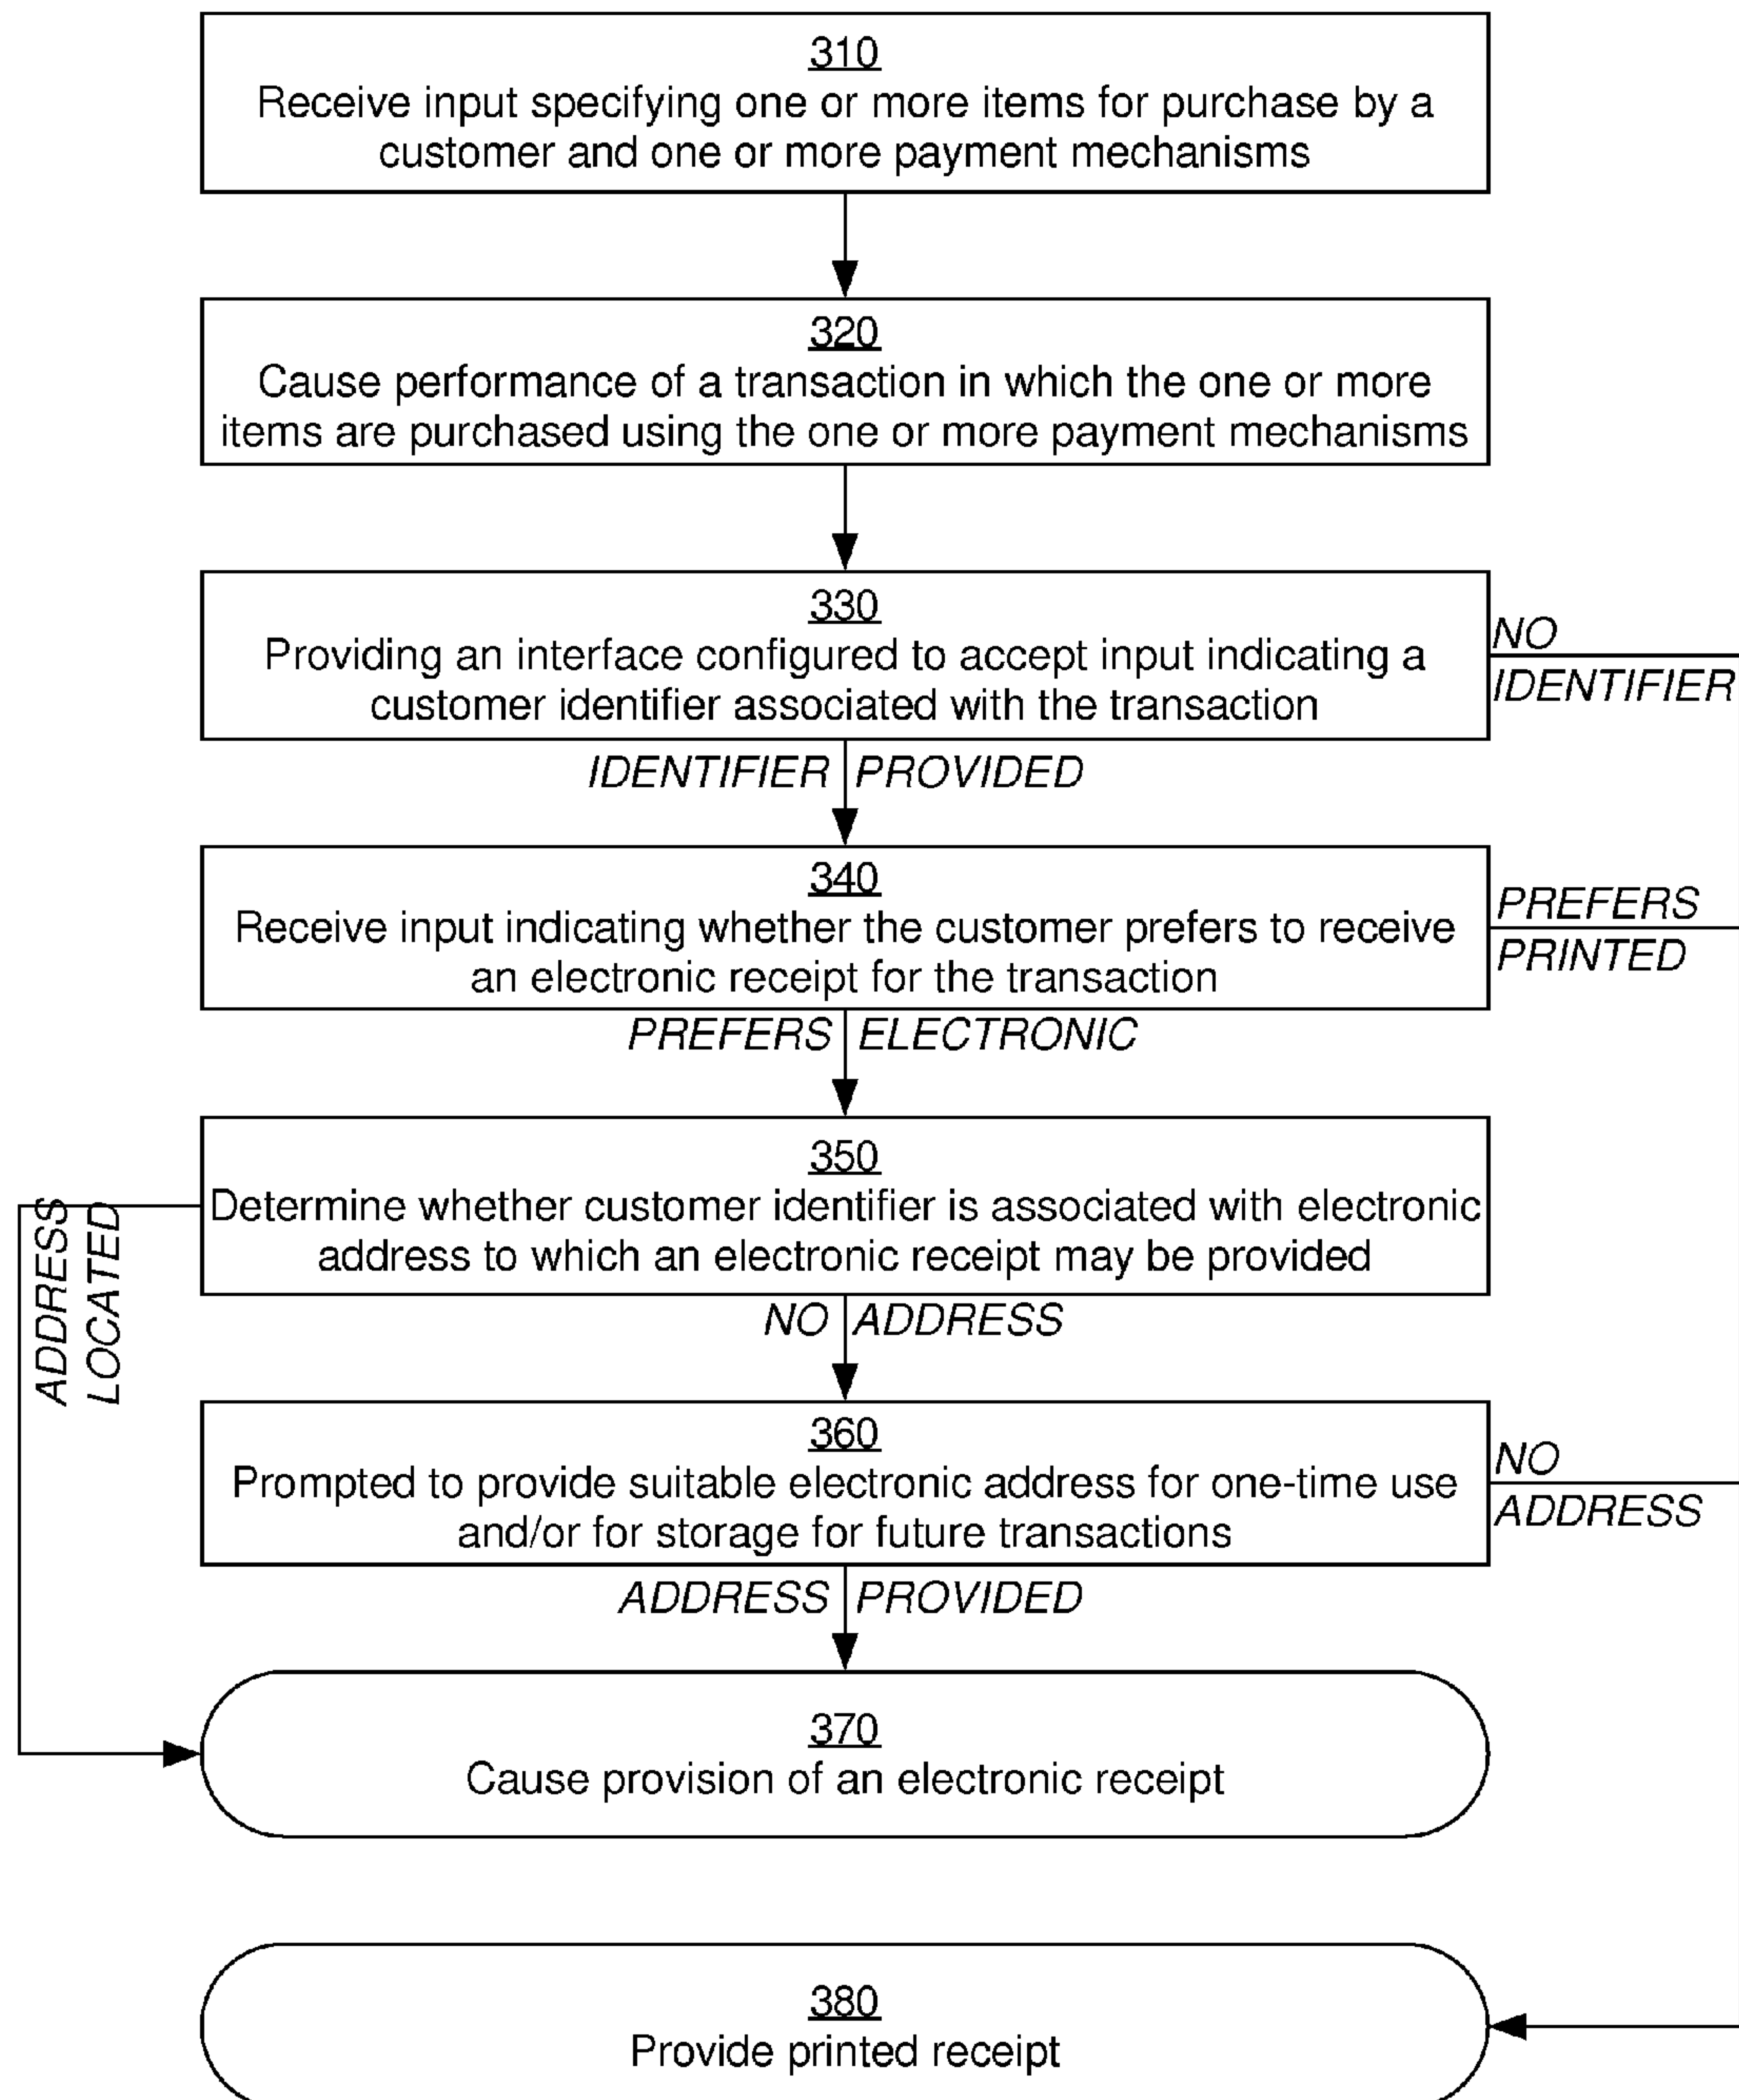 310
Receive input specifying one or more items for purchase by a
customer and one or more payment mechanisms
320
Cause performance of a transaction in which the one or more
items are purchased using the one or more payment mechanisms
330
Providing an interface configured to accept input indicating a
customer identifier associated with the transaction
NO
IDENTIFIER
IDENTIFIER PROVIDED
340
Receive input indicating whether the customer prefers to receive
an electronic receipt for the transaction
PREFERS
PRINTED
PREFERS ELECTRONIC
350
Determine whether customer identifier is associated with electronic
address to which an electronic receipt may be provided
ADDRESS
LOCATED
NO ADDRESS
360
Prompted to provide suitable electronic address for one-time use
and/or for storage for future transactions
NO
ADDRESS
ADDRESS PROVIDED
370
Cause provision of an electronic receipt
380
Provide printed receipt